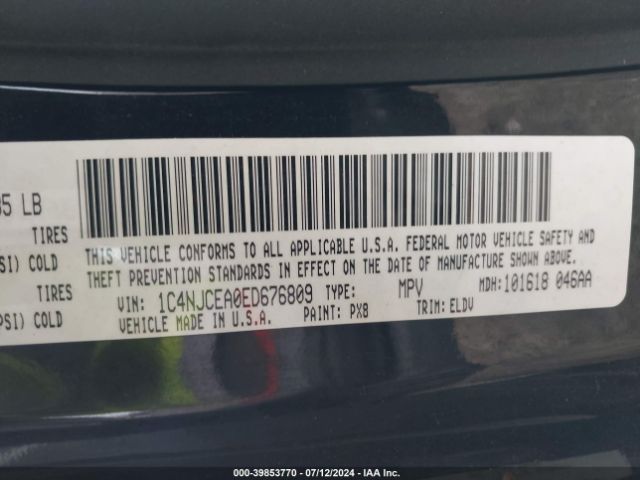 35 LB
TIRES
SI) COLD
TIRES
PSI) COLD
THIS VEHICLE CONFORMS TO ALL APPLICABLE U.S.A. FEDERAL MOTOR VEHICLE SAFETY AND
THEFT PREVENTION STANDARDS IN EFFECT ON THE DATE OF MANUFACTURE SHOWN ABOVE.
VIN: 1C4NJCEA0ED676809 TYPE: MPV MDH: 101618 046AA
VEHICLE MADE IN U.S.A. PAINT: PX8 TRIM: ELDV
000-39853770 - 07/12/2024 - IAA Inc.